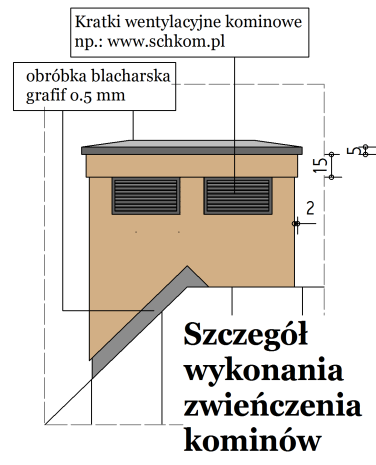 Kratki wentylacyjne kominowe
np.: www.schkom.pl
obróbka blacharska
grafif 0.5 mm
5
15
2
Szczegół
wykonania
zwieńczenia
kominów